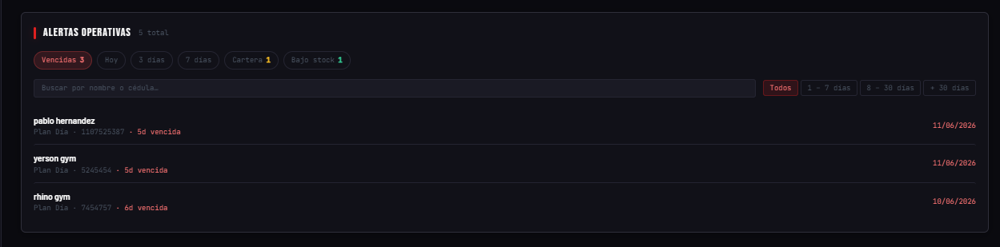 ALERTAS OPERATIVAS 5 total
Vencidas 3 Hoy 3 días 7 días Cartera 1 Bajo stock 1
Buscar por nombre o cédula… Todos 1 – 7 días 8 – 30 días + 30 días
pablo hernandez
Plan Dia · 1107525387 · 5d vencida 11/06/2026
yerson gym
Plan Dia · 5245454 · 5d vencida 11/06/2026
rhino gym
Plan Dia · 7454757 · 6d vencida 10/06/2026